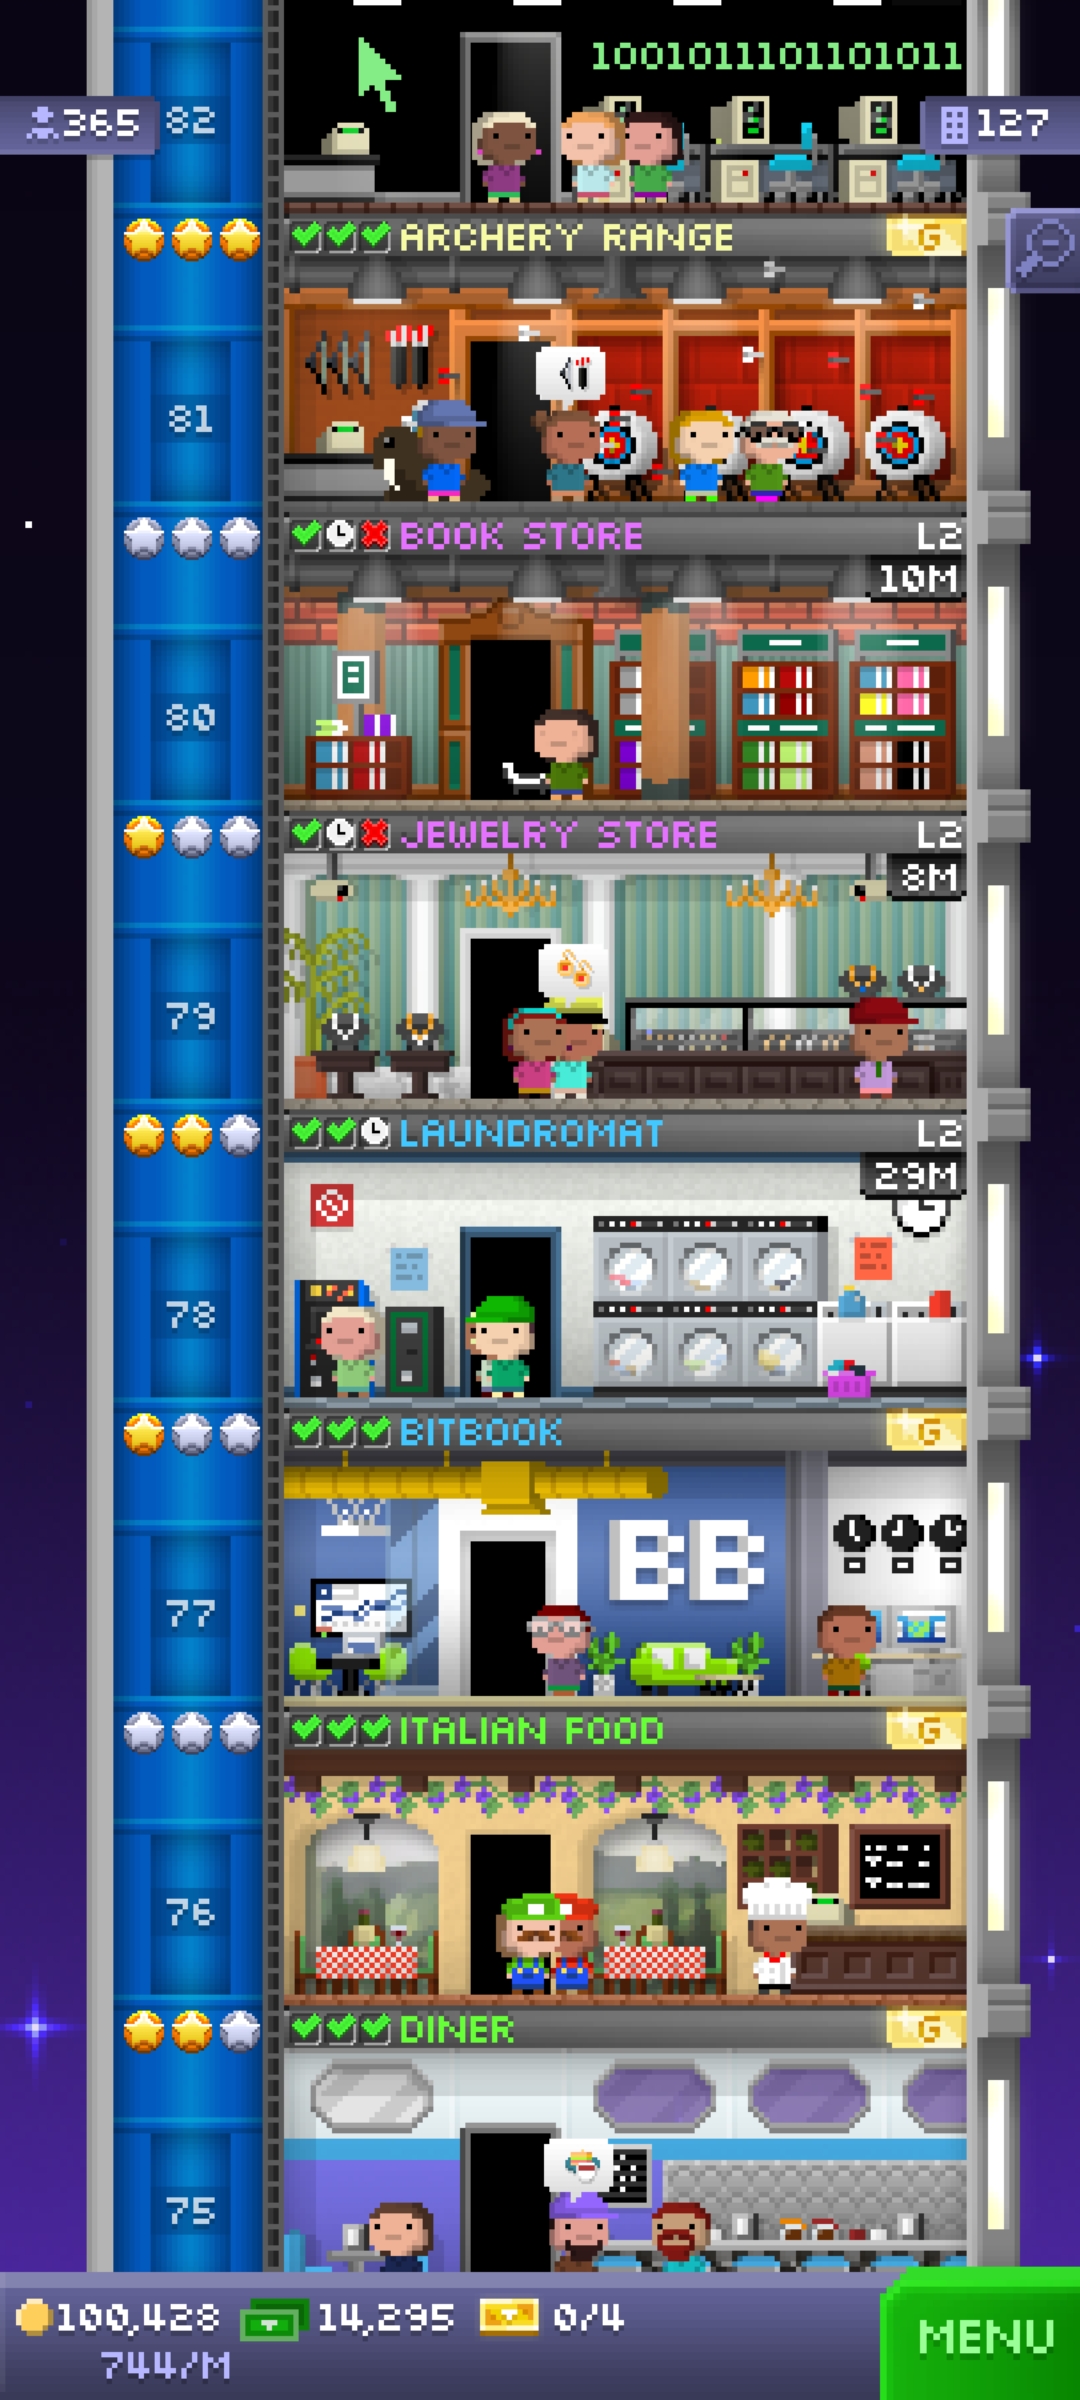 1001011101101011
365
82
127
ARCHERY RANGE
G
81
BOOK STORE
L2
10M
80
JEWELRY STORE
L2
8M
79
LAUNDROMAT
L2
29M
78
BITBOOK
G
BB
77
ITALIAN FOOD
G
76
DINER
G
75
100,428
14,295
0/4
MENU
744/M